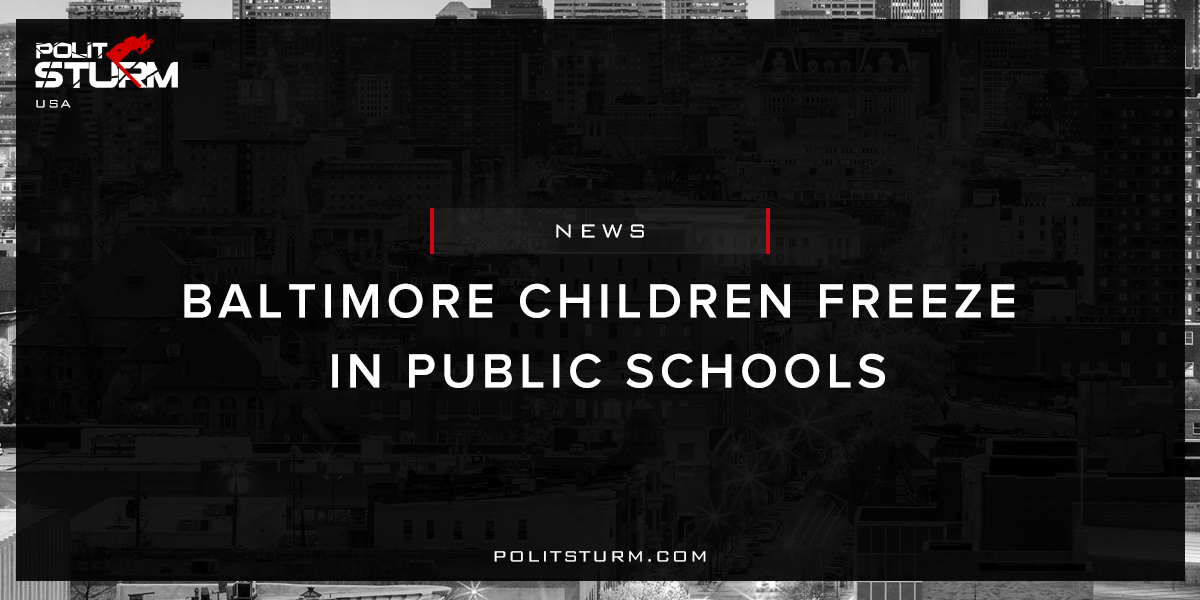 POLIT
STURM
USA
NEWS
BALTIMORE CHILDREN FREEZE
IN PUBLIC SCHOOLS
POLITSTURM.COM